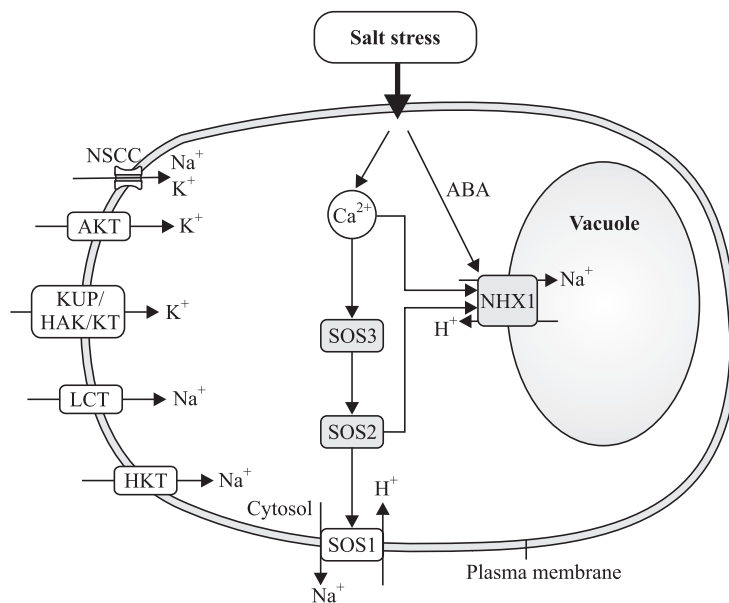 Salt stress
NSCC
Na⁺
K⁺
AKT
K⁺
KUP/
HAK/KT
K⁺
LCT
Na⁺
HKT
Na⁺
Ca²⁺
ABA
Vacuole
NHX1
Na⁺
H⁺
SOS3
SOS2
Cytosol
H⁺
SOS1
Na⁺
Plasma membrane